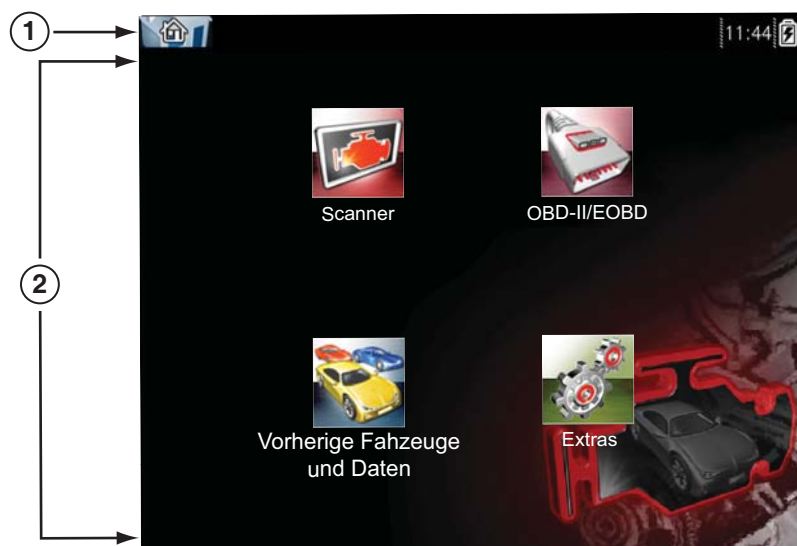 1
11:44
2
Scanner
OBD-II/EOBD
Vorherige Fahzeuge
und Daten
Extras